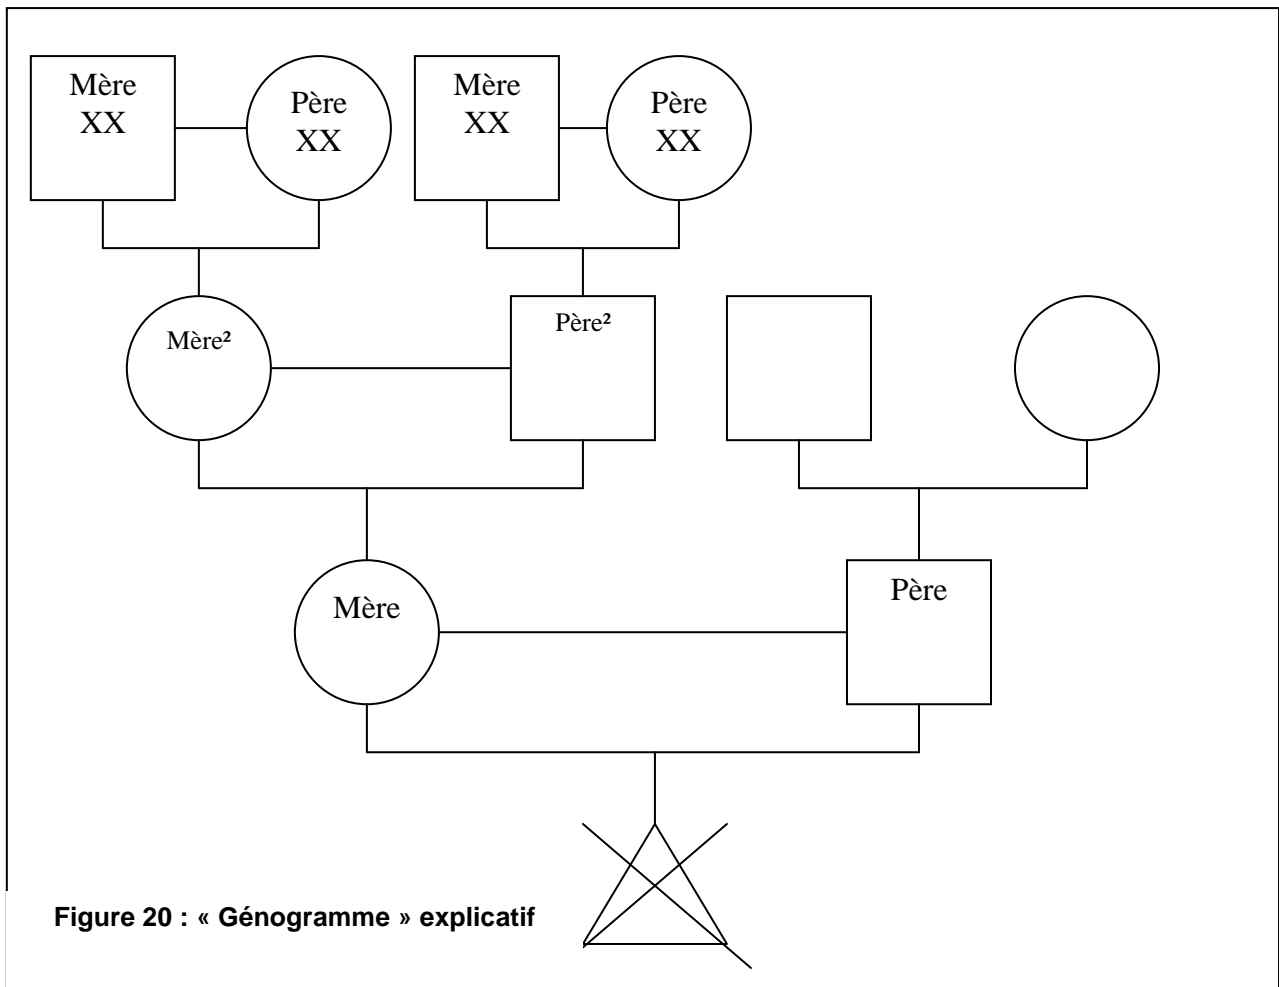 Mère
XX
Père
XX
Mère
XX
Père
XX
Mère²
Père²
Mère
Père
Figure 20 : « Génogramme » explicatif